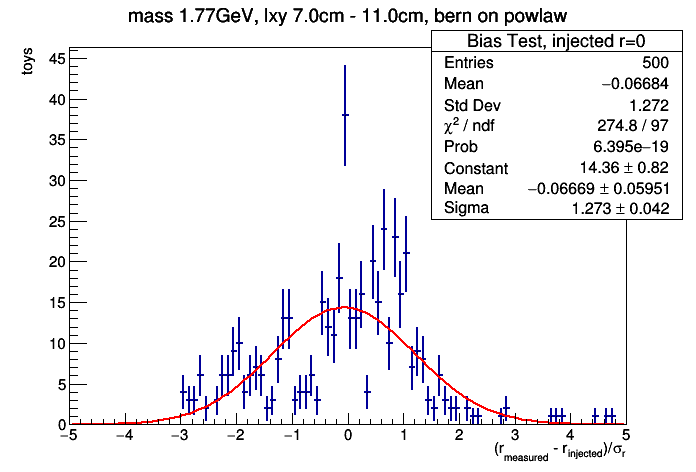 mass 1.77GeV, lxy 7.0cm - 11.0cm, bern on powlaw
Bias Test, injected r=0
Entries 500
Mean −0.06684
Std Dev 1.272
χ² / ndf 274.8 / 97
Prob 6.395e−19
Constant 14.36 ± 0.82
Mean −0.06669 ± 0.05951
Sigma 1.273 ± 0.042
toys
45
40
35
30
25
20
15
10
5
0
−5 −4 −3 −2 −1 0 1 2 3 4 5
(r_measured - r_injected)/σ_r